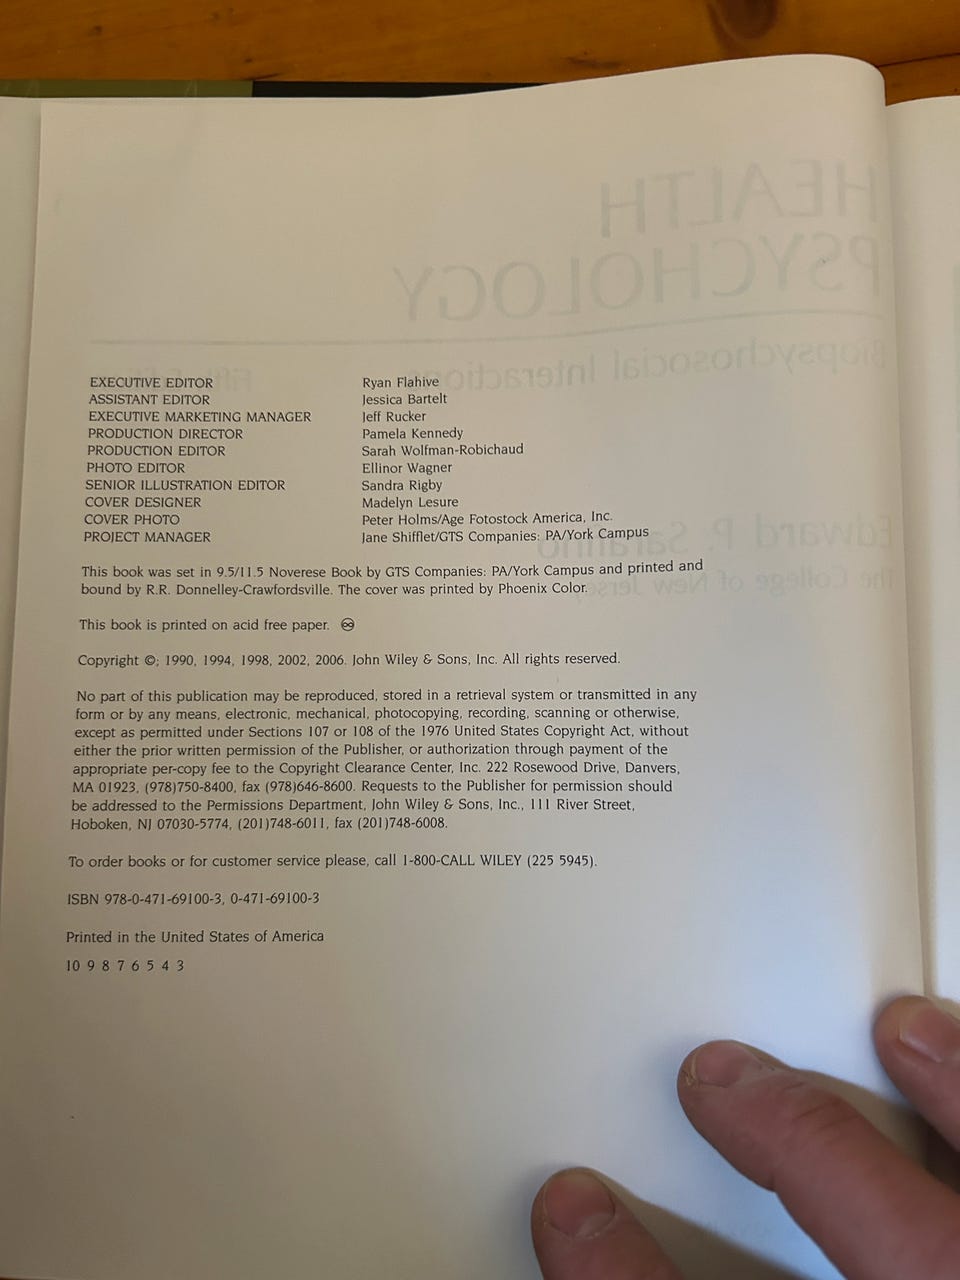 HEALTH
PSYCHOLOGY
Biopsychosocial Interactions
Edward P. Sarafino
The College of New Jersey
EXECUTIVE EDITOR Ryan Flahive
ASSISTANT EDITOR Jessica Bartelt
EXECUTIVE MARKETING MANAGER Jeff Rucker
PRODUCTION DIRECTOR Pamela Kennedy
PRODUCTION EDITOR Sarah Wolfman-Robichaud
PHOTO EDITOR Ellinor Wagner
SENIOR ILLUSTRATION EDITOR Sandra Rigby
COVER DESIGNER Madelyn Lesure
COVER PHOTO Peter Holms/Age Fotostock America, Inc.
PROJECT MANAGER Jane Shifflet/GTS Companies: PA/York Campus
This book was set in 9.5/11.5 Noverese Book by GTS Companies: PA/York Campus and printed and
bound by R.R. Donnelley-Crawfordsville. The cover was printed by Phoenix Color.
This book is printed on acid free paper. ♾
Copyright ©; 1990, 1994, 1998, 2002, 2006. John Wiley & Sons, Inc. All rights reserved.
No part of this publication may be reproduced, stored in a retrieval system or transmitted in any
form or by any means, electronic, mechanical, photocopying, recording, scanning or otherwise,
except as permitted under Sections 107 or 108 of the 1976 United States Copyright Act, without
either the prior written permission of the Publisher, or authorization through payment of the
appropriate per-copy fee to the Copyright Clearance Center, Inc. 222 Rosewood Drive, Danvers,
MA 01923, (978)750-8400, fax (978)646-8600. Requests to the Publisher for permission should
be addressed to the Permissions Department, John Wiley & Sons, Inc., 111 River Street,
Hoboken, NJ 07030-5774, (201)748-6011, fax (201)748-6008.
To order books or for customer service please, call 1-800-CALL WILEY (225 5945).
ISBN 978-0-471-69100-3, 0-471-69100-3
Printed in the United States of America
10 9 8 7 6 5 4 3